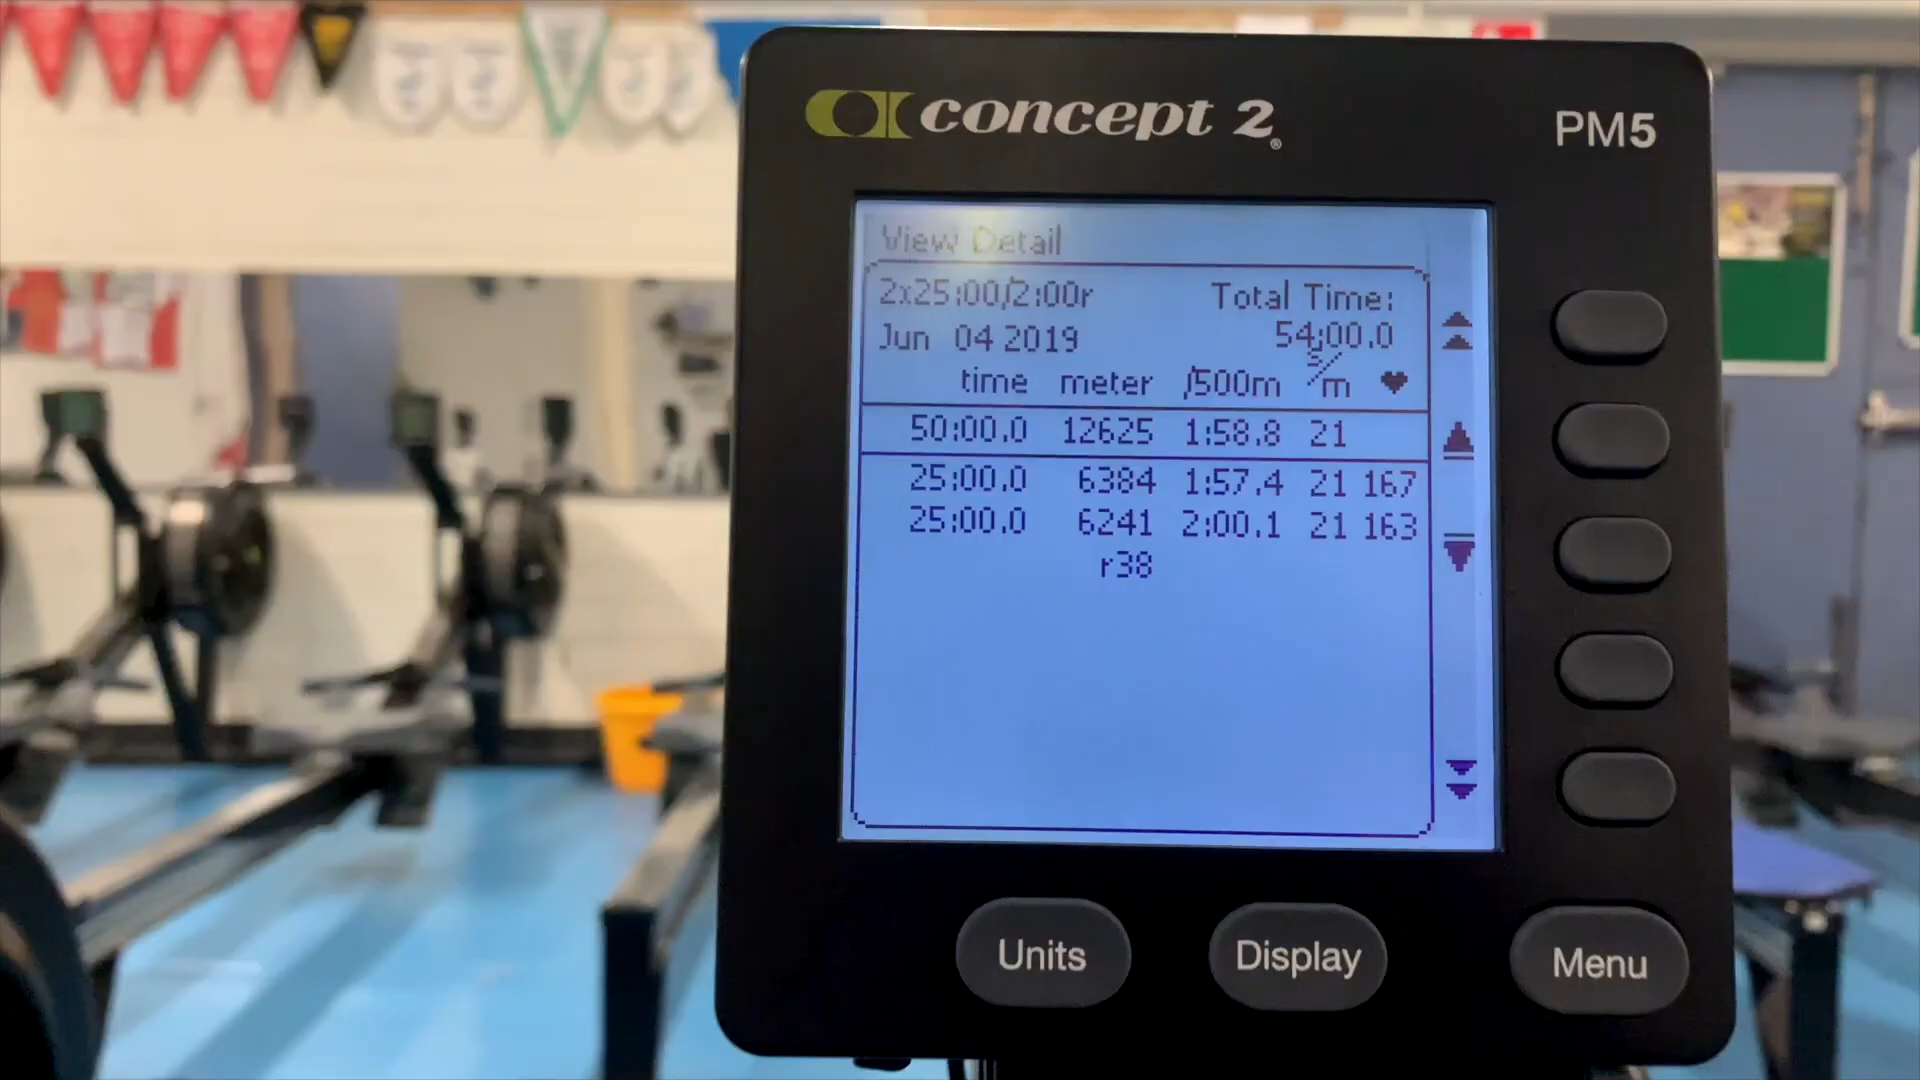 concept 2®
PM5
View Detail
2x25:00/2:00r Total Time:
Jun 04 2019 54:00.0
time meter /500m s/m ♥
50:00.0 12625 1:58.8 21
25:00.0 6384 1:57.4 21 167
25:00.0 6241 2:00.1 21 163
r38
Units Display Menu